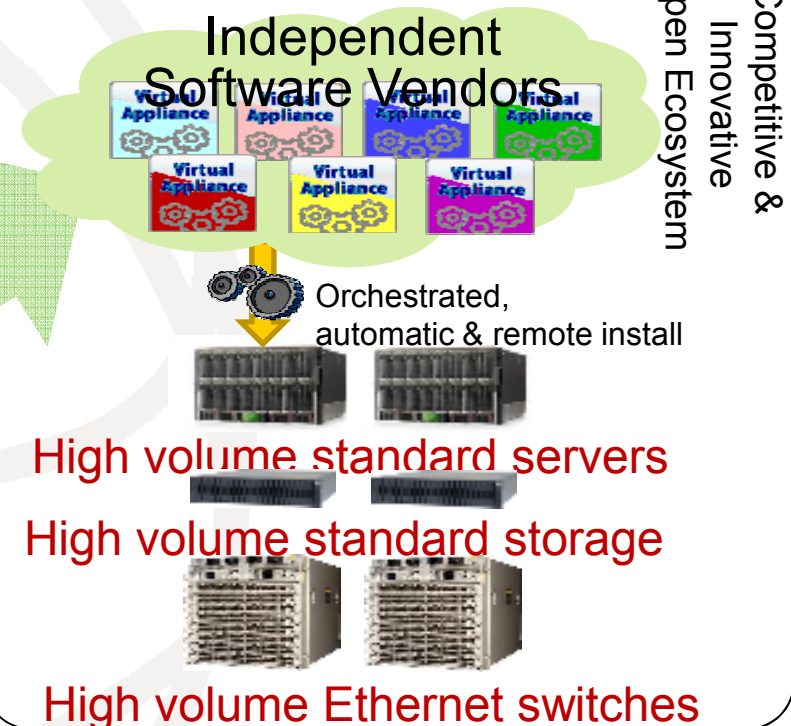 Competitive &
Innovative
pen Ecosystem
Independent
Software Vendors
Virtual
Appliance
Virtual
Appliance
Virtual
Appliance
Virtual
Appliance
Virtual
Appliance
Virtual
Appliance
Virtual
Appliance
Orchestrated,
automatic & remote install
High volume standard servers
High volume standard storage
High volume Ethernet switches